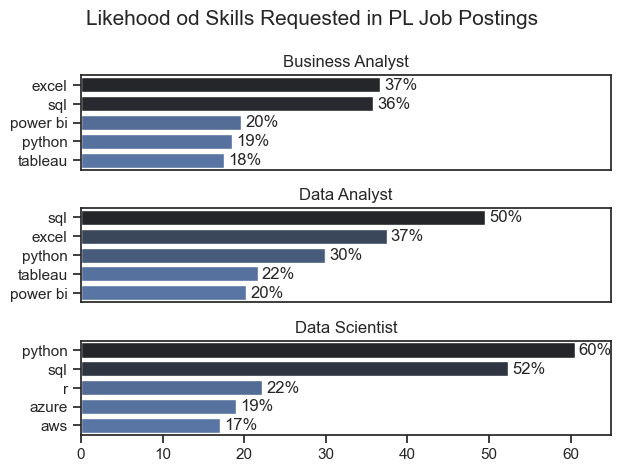 Likehood od Skills Requested in PL Job Postings
Business Analyst
excel 37%
sql 36%
power bi 20%
python 19%
tableau 18%
Data Analyst
sql 50%
excel 37%
python 30%
tableau 22%
power bi 20%
Data Scientist
python 60%
sql 52%
r 22%
azure 19%
aws 17%
0 10 20 30 40 50 60